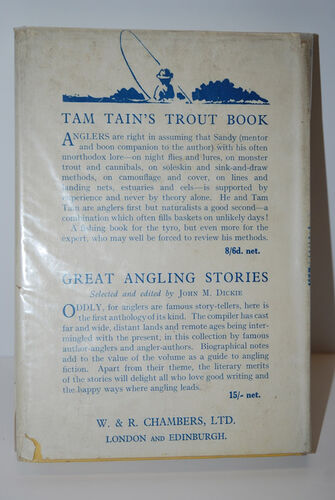 TAM TAIN'S TROUT BOOK
ANGLERS are right in assuming that Sandy (mentor
and boon companion to the author) with his often
unorthodox lore—on night flies and lures, on monster
trout and cannibals, on soleskin and sink-and-draw
methods, on camouflage and cover, on lines and
landing nets, estuaries and eels—is supported by
experience and never by theory alone. He and Tam
Tain are anglers first but naturalists a good second—a
combination which often fills baskets on unlikely days!
A fishing book for the tyro, but even more for the
expert, who may well be forced to review his methods.
8/6d. net.
GREAT ANGLING STORIES
Selected and edited by JOHN M. DICKIE
ODDLY, for anglers are famous story-tellers, here is
the first anthology of its kind. The compiler has cast
far and wide, distant lands and remote ages being inter-
mingled with the present, in this collection by famous
author-anglers and angler-authors. Biographical notes
add to the value of the volume as a guide to angling
fiction. Apart from their theme, the literary merits
of the stories will delight all who love good writing and
the happy ways where angling leads.
15/- net.
W. & R. CHAMBERS, LTD.
LONDON AND EDINBURGH.